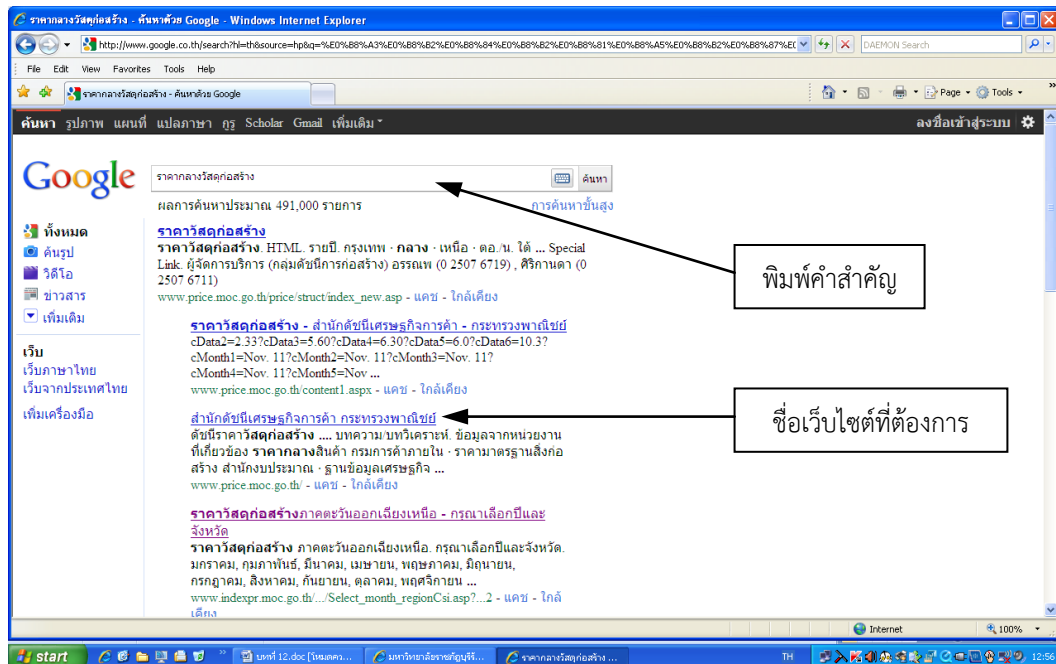 ราคากลางวัสดุก่อสร้าง - ค้นหาด้วย Google - Windows Internet Explorer
http://www.google.co.th/search?hl=th&source=hp&q=%E0%B8%A3%E0%B8%B2%E0%B8%84%E0%B8%B2%E0%B8%81%E0%B8%A5%E0%B8%B2%E0%B8%87%E(
DAEMON Search
File Edit View Favorites Tools Help
ราคากลางวัสดุก่อสร้าง - ค้นหาด้วย Google
Page Tools »
ค้นหา รูปภาพ แผนที่ แปลภาษา กูรู Scholar Gmail เพิ่มเติม ลงชื่อเข้าสู่ระบบ
Google
ราคากลางวัสดุก่อสร้าง ค้นหา
ผลการค้นหาประมาณ 491,000 รายการ การค้นหาขั้นสูง
ทั้งหมด
ค้นรูป
วิดีโอ
ข่าวสาร
เพิ่มเติม
เว็บ
เว็บภาษาไทย
เว็บจากประเทศไทย
เพิ่มเครื่องมือ
ราคาวัสดุก่อสร้าง
ราคาวัสดุก่อสร้าง. HTML. รายปี. กรุงเทพ · กลาง · เหนือ · ตอ./น. ใต้ ... Special
Link. ผู้จัดการบริการ (กลุ่มดัชนีการก่อสร้าง) อรรณพ (0 2507 6719) , ศิริกานดา (0
2507 6711)
www.price.moc.go.th/price/struct/index_new.asp - แคช - ใกล้เคียง
ราคาวัสดุก่อสร้าง - สำนักดัชนีเศรษฐกิจการค้า - กระทรวงพาณิชย์
cData2=2.33?cData3=5.60?cData4=6.30?cData5=6.0?cData6=10.3?
cMonth1=Nov. 11?cMonth2=Nov. 11?cMonth3=Nov. 11?
cMonth4=Nov. 11?cMonth5=Nov ...
www.price.moc.go.th/content1.aspx - แคช - ใกล้เคียง
สำนักดัชนีเศรษฐกิจการค้า กระทรวงพาณิชย์
ดัชนีราคาวัสดุก่อสร้าง .... บทความ/บทวิเคราะห์. ข้อมูลจากหน่วยงาน
ที่เกี่ยวข้อง ราคากลางสินค้า กรมการค้าภายใน · ราคามาตรฐานสิ่งก่อ
สร้าง สำนักงบประมาณ · ฐานข้อมูลเศรษฐกิจ ...
www.price.moc.go.th/ - แคช - ใกล้เคียง
ราคาวัสดุก่อสร้างภาคตะวันออกเฉียงเหนือ - กรุณาเลือกปีและ
จังหวัด
ราคาวัสดุก่อสร้าง ภาคตะวันออกเฉียงเหนือ. กรุณาเลือกปีและจังหวัด.
มกราคม, กุมภาพันธ์, มีนาคม, เมษายน, พฤษภาคม, มิถุนายน,
กรกฎาคม, สิงหาคม, กันยายน, ตุลาคม, พฤศจิกายน ...
www.indexpr.moc.go.th/.../Select_month_regionCsi.asp?...2 - แคช - ใกล้
เคียง
พิมพ์คำสำคัญ
ชื่อเว็บไซต์ที่ต้องการ
Internet 100%
start » บทที่ 12.doc [โหมดคว... มหาวิทยาลัยราชภัฏบุรีรั... ราคากลางวัสดุก่อสร้าง ... TH 12:56